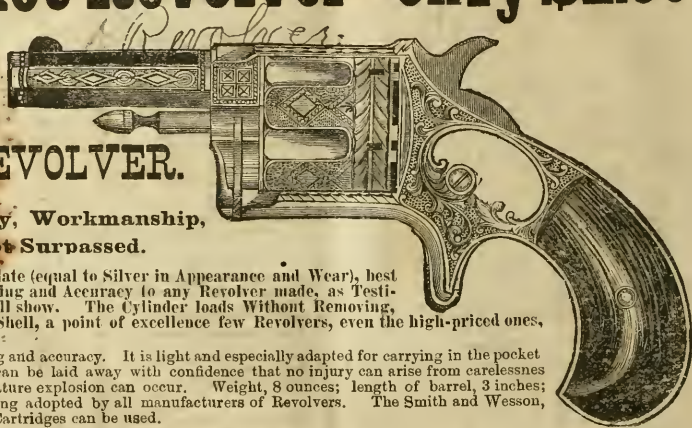 Revolver.
EVOLVER.
y, Workmanship,
t Surpassed.
late (equal to Silver in Appearance and Wear), best
ing and Accuracy to any Revolver made, as Testi-
ll show. The Cylinder loads Without Removing,
Shell, a point of excellence few Revolvers, even the high-priced ones,
g and accuracy. It is light and especially adapted for carrying in the pocket
can be laid away with confidence that no injury can arise from carelessnes
ture explosion can occur. Weight, 8 ounces; length of barrel, 3 inches;
ng adopted by all manufacturers of Revolvers. The Smith and Wesson,
Cartridges can be used.